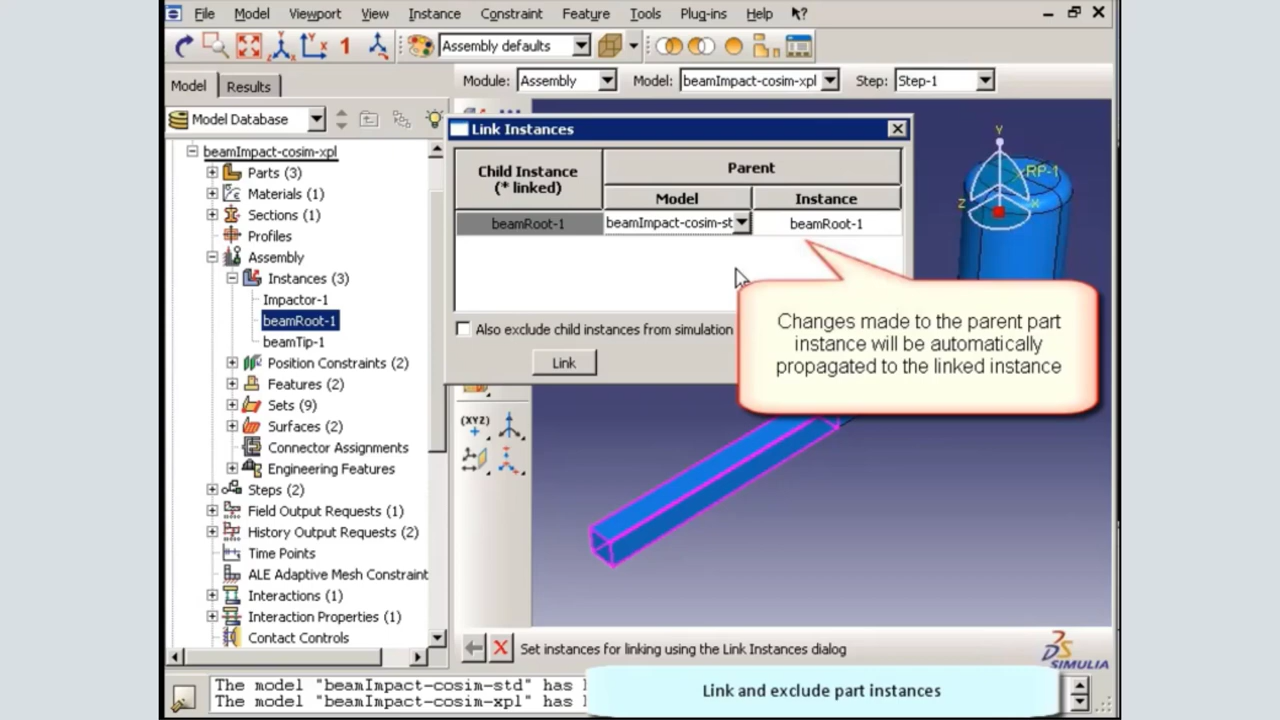 File Model Viewport View Instance Constraint Feature Tools Plug-ins Help
Assembly defaults
Model Results
Module: Assembly Model: beamImpact-cosim-xpl Step: Step-1
Model Database
beamImpact-cosim-xpl
Parts (3)
Materials (1)
Sections (1)
Profiles
Assembly
Instances (3)
Impactor-1
beamRoot-1
beamTip-1
Position Constraints (2)
Features (2)
Sets (9)
Surfaces (2)
Connector Assignments
Engineering Features
Steps (2)
Field Output Requests (1)
History Output Requests (2)
Time Points
ALE Adaptive Mesh Constraint
Interactions (1)
Interaction Properties (1)
Contact Controls
Link Instances
Child Instance
(* linked)
Parent
Model Instance
beamRoot-1 beamImpact-cosim-st beamRoot-1
Also exclude child instances from simulation
Link
Changes made to the parent part
instance will be automatically
propagated to the linked instance
Y
RP-1
Z X
(XYZ)
Set instances for linking using the Link Instances dialog
SIMULIA
The model "beamImpact-cosim-std" has
The model "beamImpact-cosim-xpl" has
Link and exclude part instances